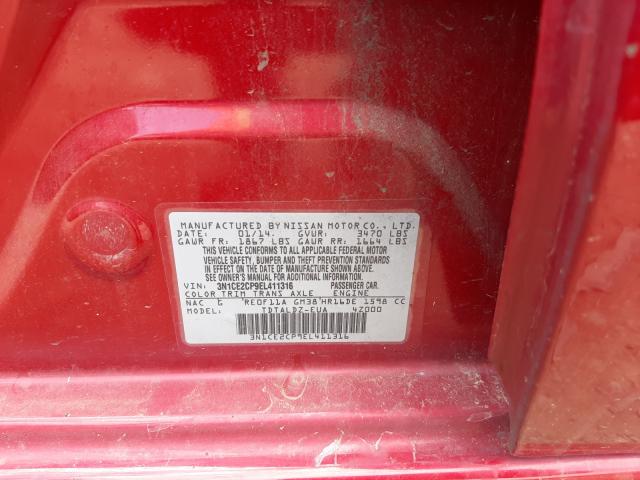 MANUFACTURED BY NISSAN MOTOR CO., LTD.
DATE: 01/14. GVWR: 3470 LBS
GAWR FR: 1867 LBS GAWR RR: 1664 LBS
THIS VEHICLE CONFORMS TO ALL APPLICABLE FEDERAL MOTOR
VEHICLE SAFETY, BUMPER AND THEFT PREVENTION STANDARDS
IN EFFECT ON THE DATE OF MANUFACTURE SHOWN ABOVE.
SEE OWNER'S MANUAL FOR ADDITIONAL INFORMATION.
VIN: 3N1CE2CP9EL411316 PASSENGER CAR.
COLOR TRIM TRANS AXLE ENGINE
NAC G RE0F11A GM38 HR16DE 1598 CC
MODEL: TDTALDZ-EUA 4Z000
3N1CE2CP9EL411316